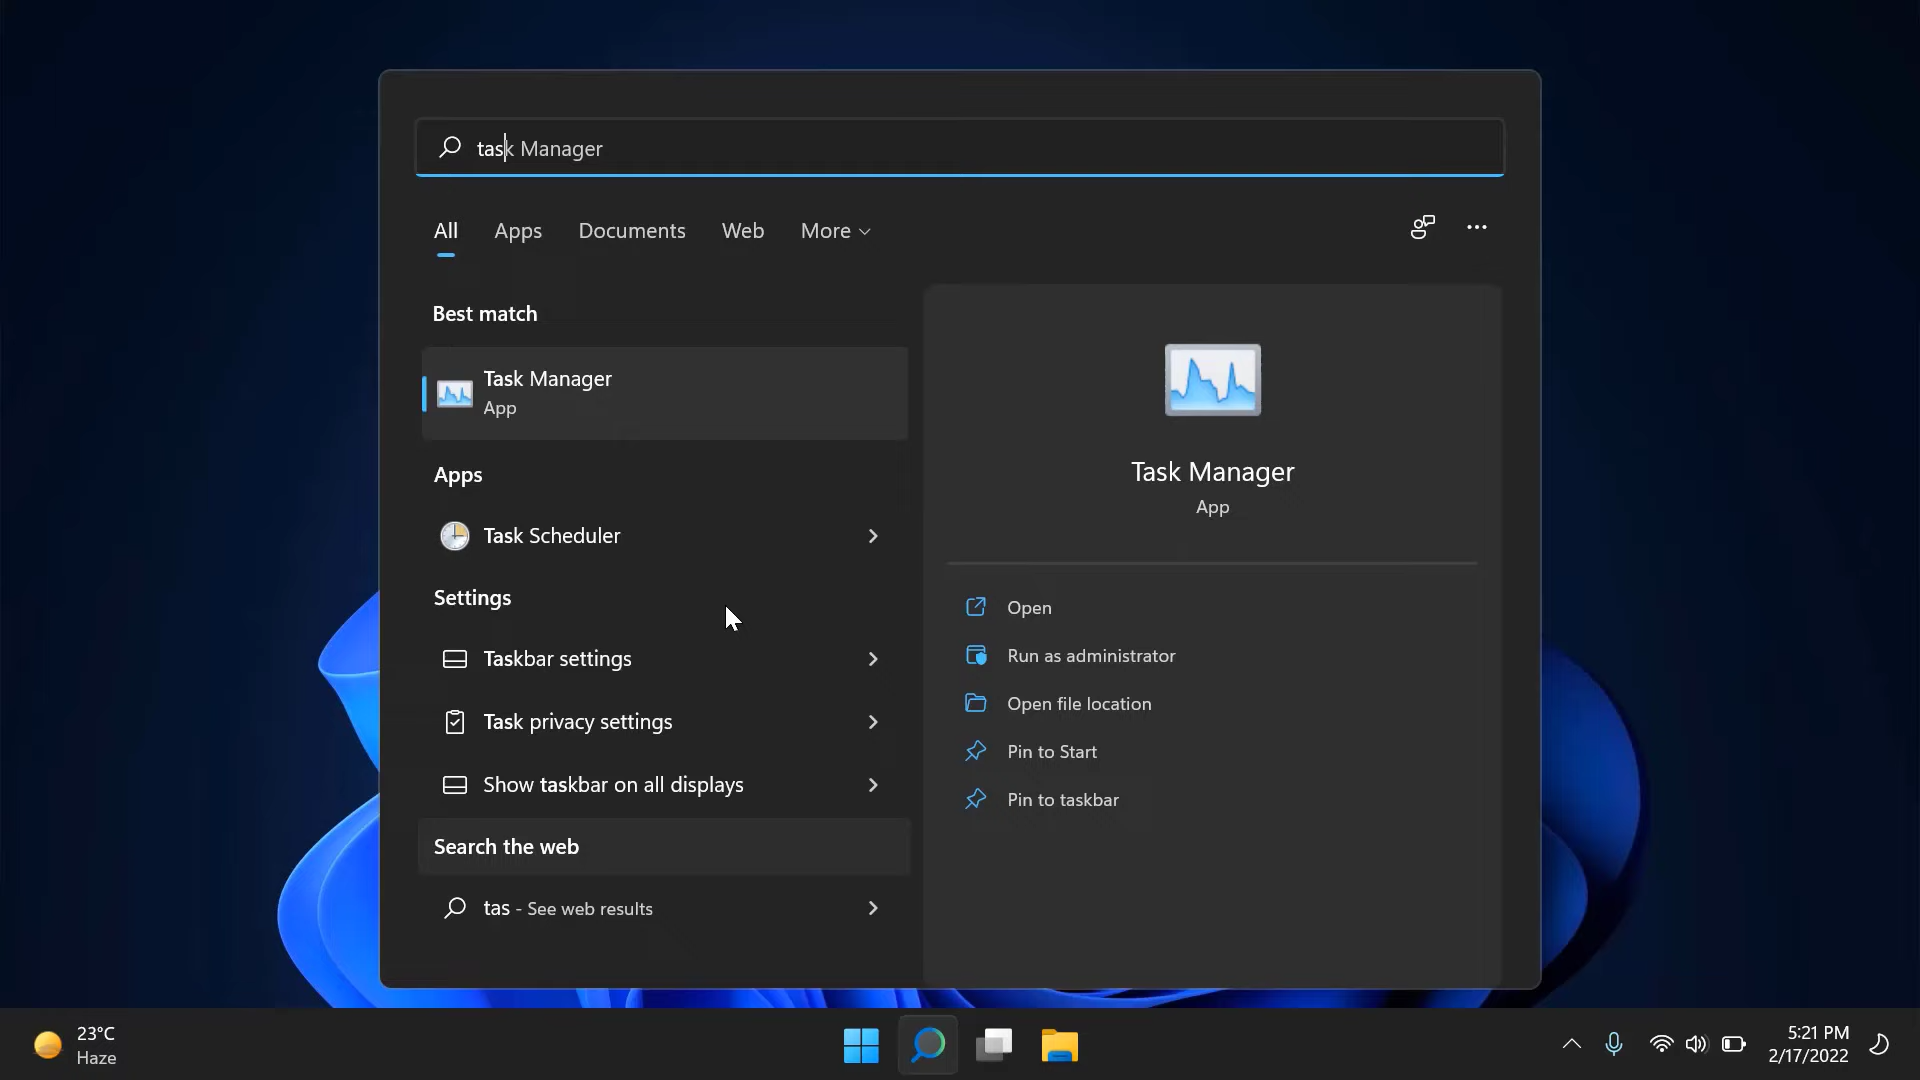 task Manager
All Apps Documents Web More
Best match
Task Manager
App
Apps
Task Scheduler
Settings
Taskbar settings
Task privacy settings
Show taskbar on all displays
Search the web
tas - See web results
Task Manager
App
Open
Run as administrator
Open file location
Pin to Start
Pin to taskbar
23°C
Haze
5:21 PM
2/17/2022